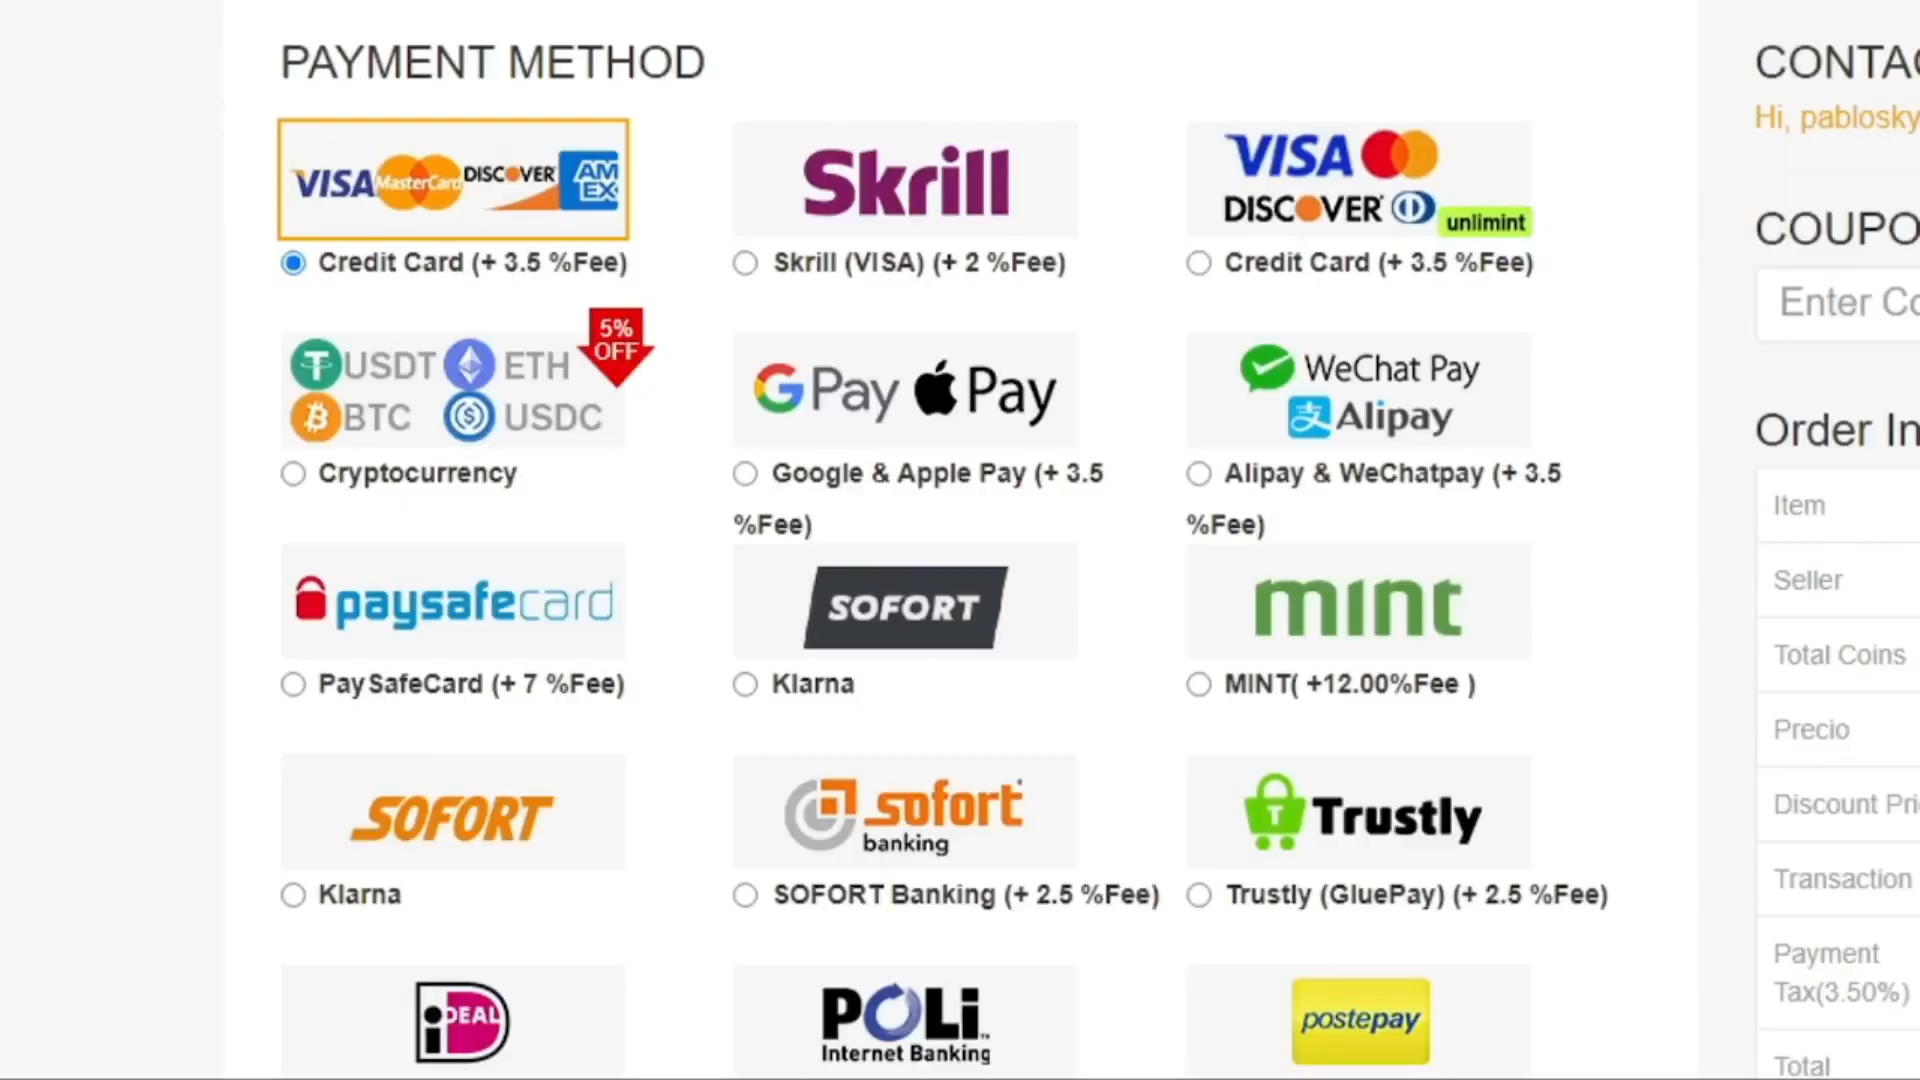 PAYMENT METHOD
VISA MasterCard DISCOVER AM EX
Credit Card (+ 3.5 %Fee)
Skrill
Skrill (VISA) (+ 2 %Fee)
VISA
DISCOVER unlimint
Credit Card (+ 3.5 %Fee)
USDT ETH
BTC USDC
5%
OFF
Cryptocurrency
G Pay Pay
Google & Apple Pay (+ 3.5
%Fee)
WeChat Pay
支 Alipay
Alipay & WeChatpay (+ 3.5
%Fee)
paysafecard
PaySafeCard (+ 7 %Fee)
SOFORT
Klarna
mint
MINT( +12.00%Fee )
SOFORT
Klarna
sofort
banking
SOFORT Banking (+ 2.5 %Fee)
T Trustly
Trustly (GluePay) (+ 2.5 %Fee)
iDEAL
POLi
Internet Banking
postepay
CONTAC
Hi, pablosky
COUPO
Enter Co
Order In
Item
Seller
Total Coins
Precio
Discount Pri
Transaction
Payment
Tax(3.50%)
Total